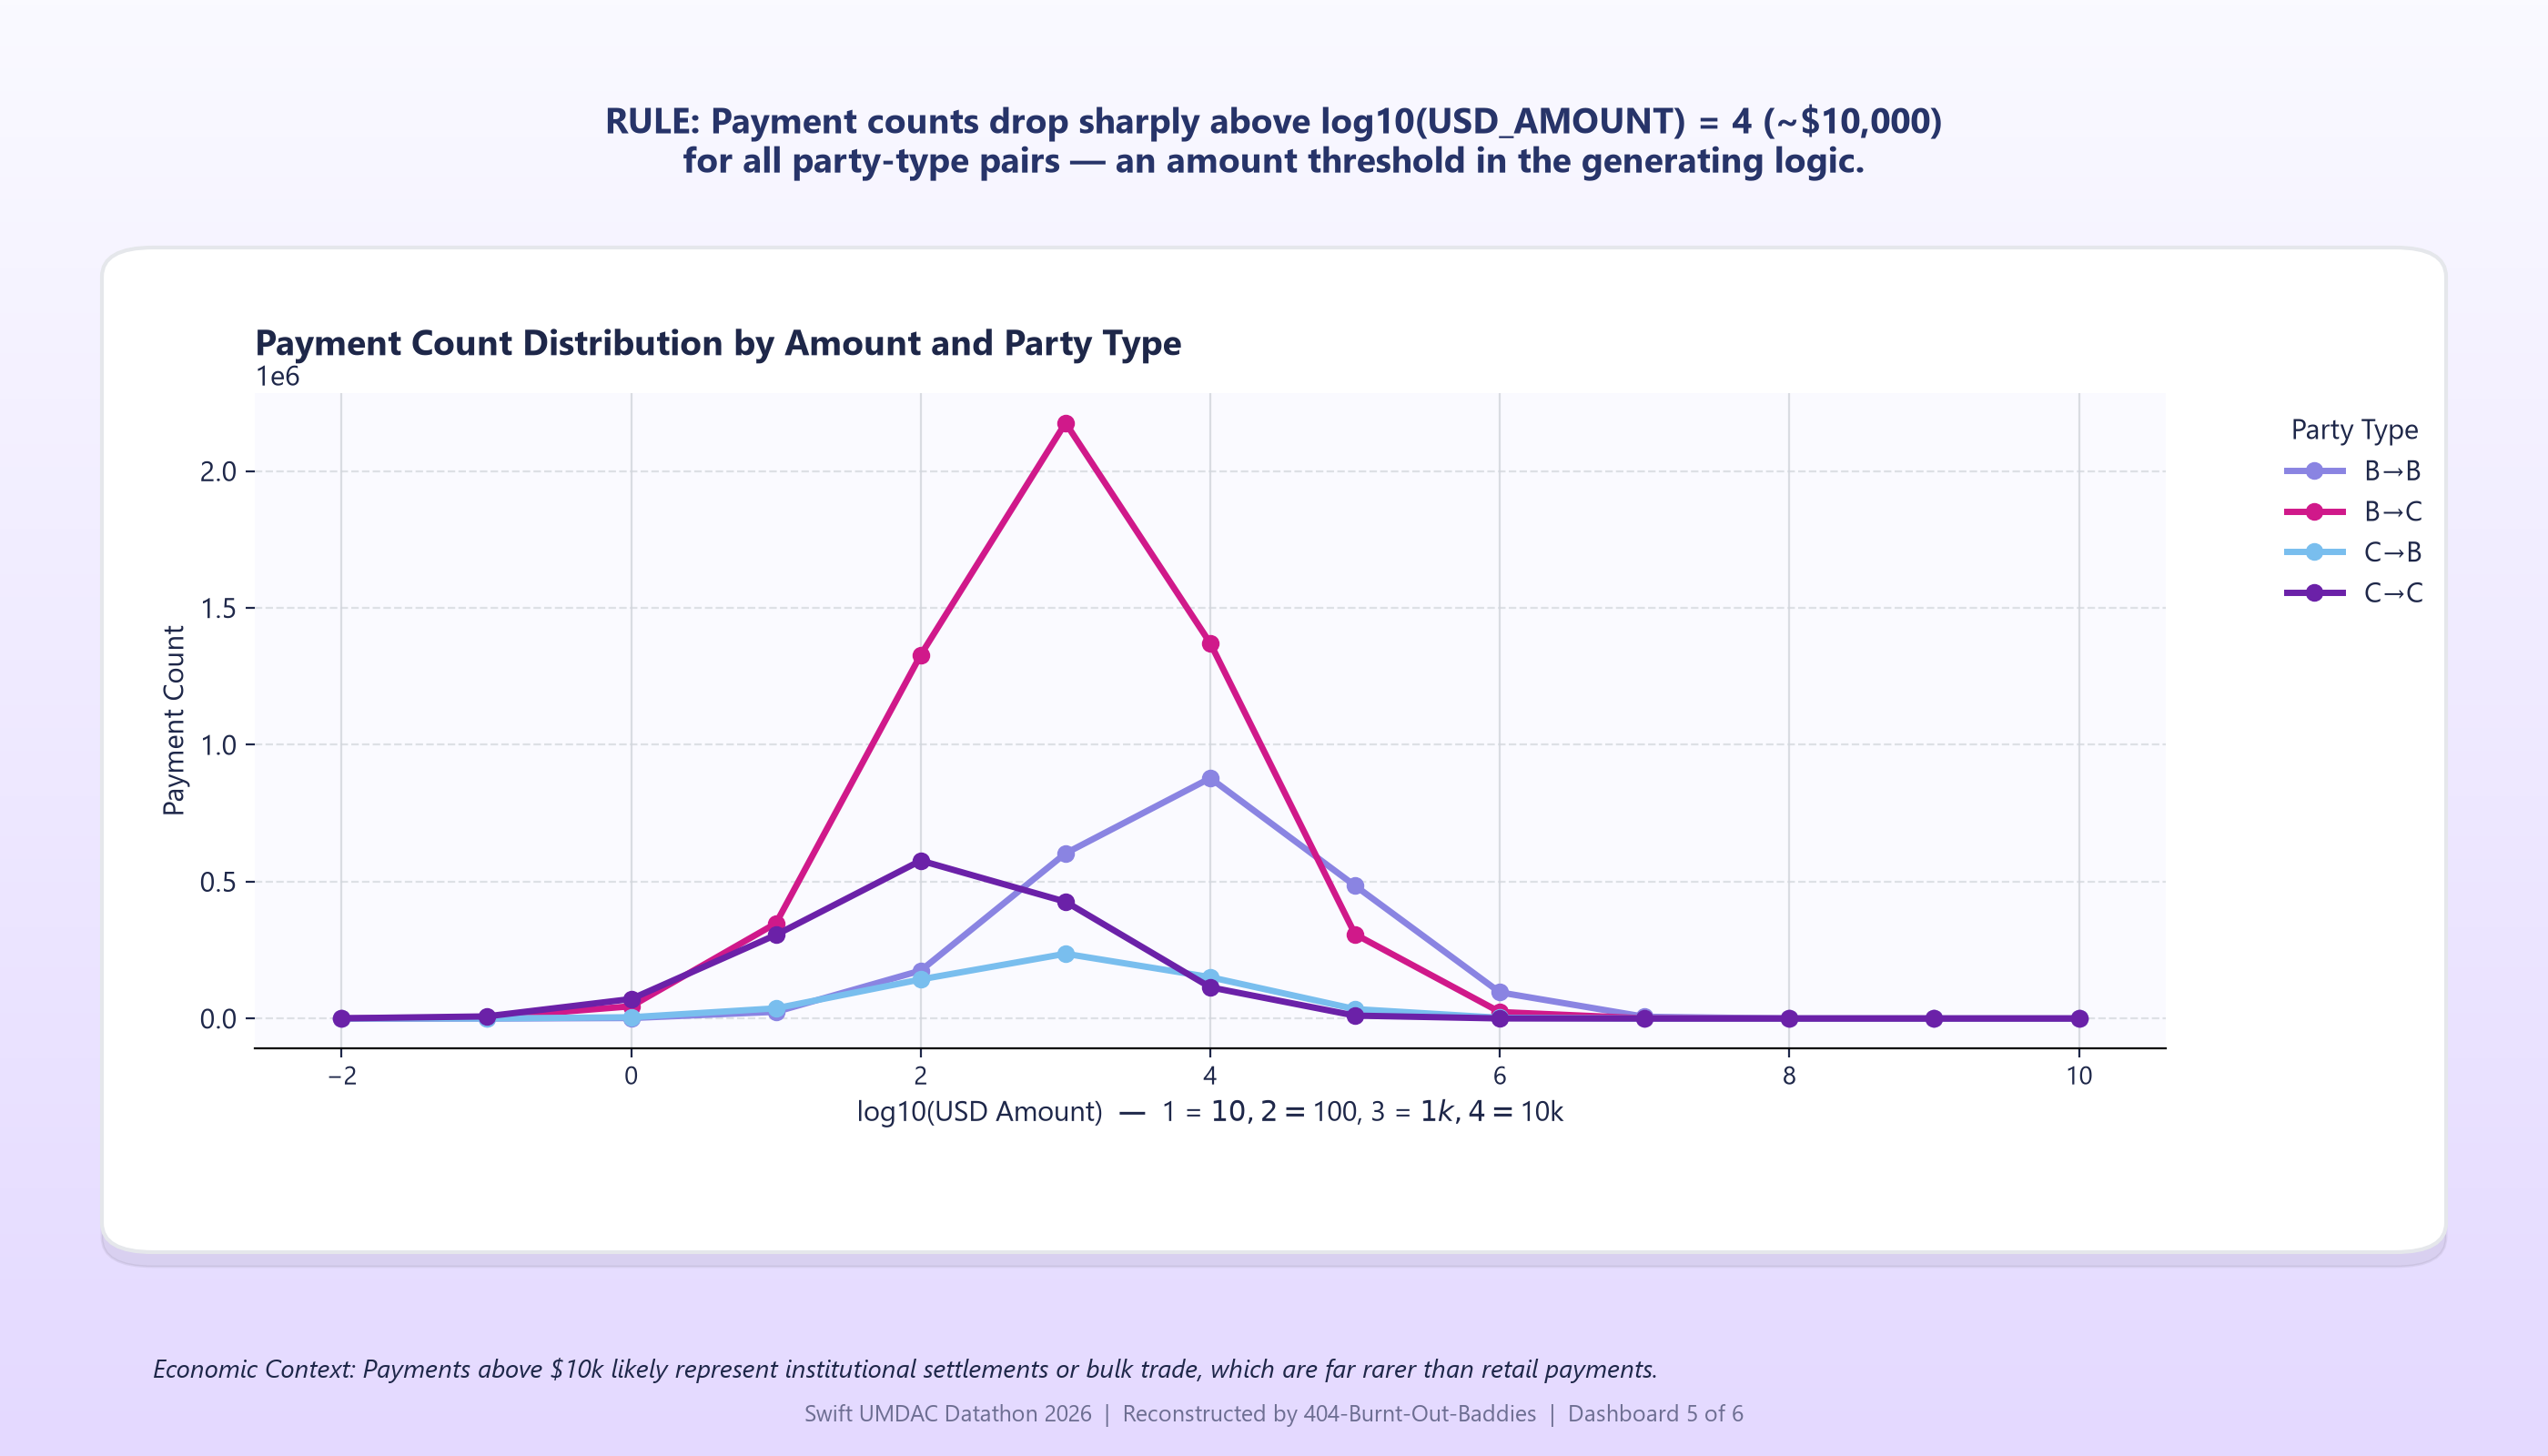 RULE: Payment counts drop sharply above log10(USD_AMOUNT) = 4 (~$10,000)
for all party-type pairs — an amount threshold in the generating logic.
Payment Count Distribution by Amount and Party Type
1e6
Party Type
B→B
B→C
C→B
C→C
Payment Count
2.0
1.5
1.0
0.5
0.0
−2 0 2 4 6 8 10
log10(USD Amount) — 1 = 10, 2 = 100, 3 = 1k, 4 = 10k
Economic Context: Payments above $10k likely represent institutional settlements or bulk trade, which are far rarer than retail payments.
Swift UMDAC Datathon 2026 | Reconstructed by 404-Burnt-Out-Baddies | Dashboard 5 of 6